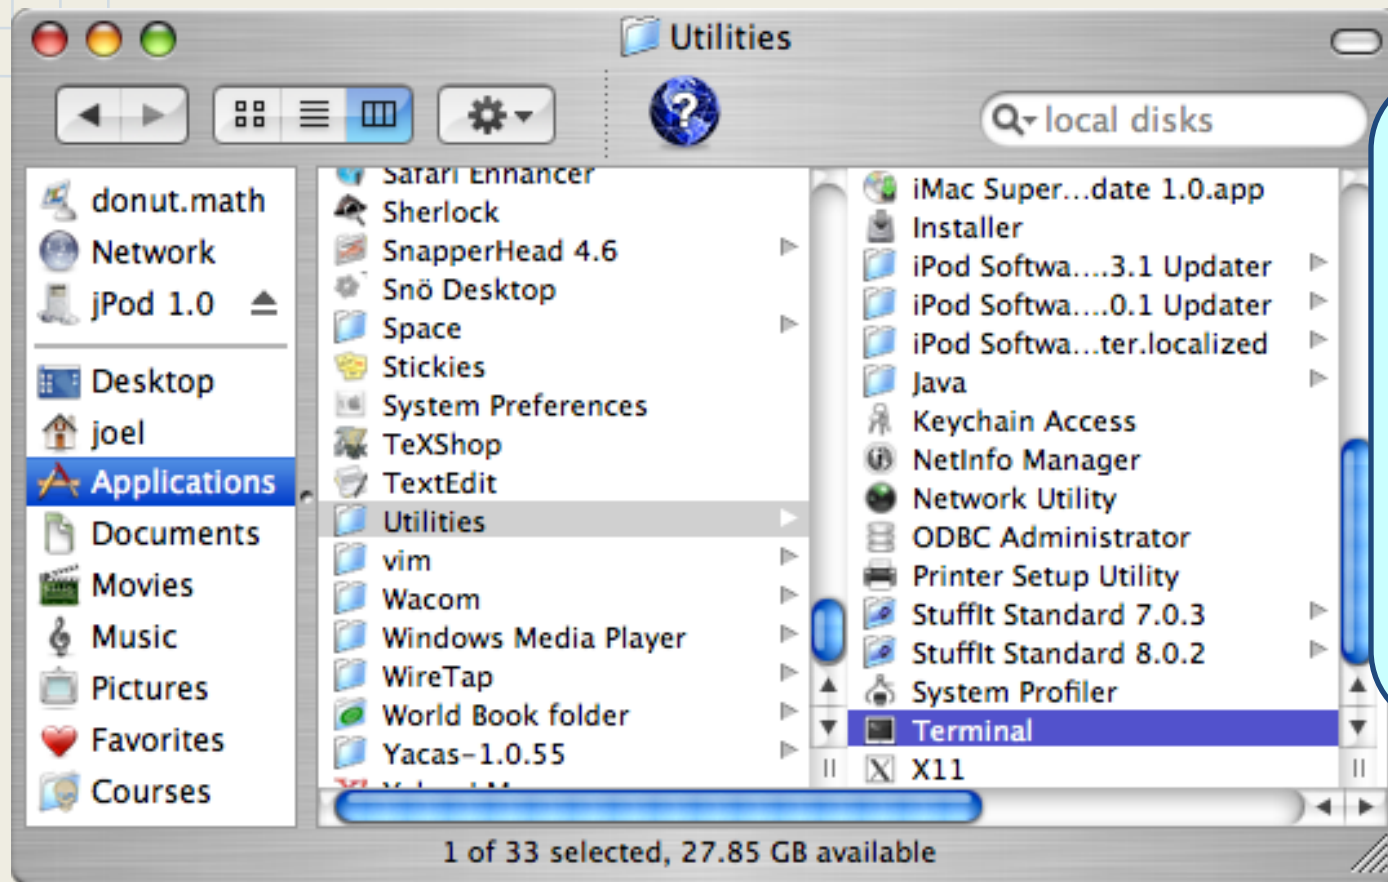 Utilities
local disks
donut.math
Network
jPod 1.0
Desktop
joel
Applications
Documents
Movies
Music
Pictures
Favorites
Courses
Safari Enhancer
Sherlock
SnapperHead 4.6
Snö Desktop
Space
Stickies
System Preferences
TeXShop
TextEdit
Utilities
vim
Wacom
Windows Media Player
WireTap
World Book folder
Yacas-1.0.55
iMac Super...date 1.0.app
Installer
iPod Softwa....3.1 Updater
iPod Softwa....0.1 Updater
iPod Softwa...ter.localized
Java
Keychain Access
NetInfo Manager
Network Utility
ODBC Administrator
Printer Setup Utility
StuffIt Standard 7.0.3
StuffIt Standard 8.0.2
System Profiler
Terminal
X11
1 of 33 selected, 27.85 GB available